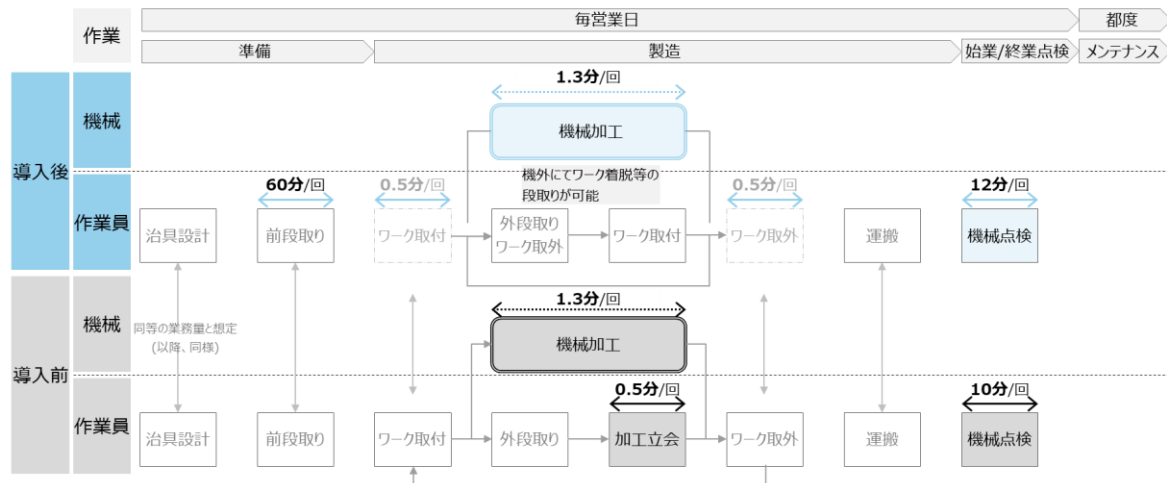 作業
毎営業日
都度
準備
製造
始業/終業点検
メンテナンス
導入後
機械
1.3分/回
機械加工
機外にてワーク着脱等の
段取りが可能
作業員
60分/回
0.5分/回
0.5分/回
12分/回
治具設計
前段取り
ワーク取付
外段取り
ワーク取外
ワーク取付
ワーク取外
運搬
機械点検
導入前
機械
同等の業務量と想定
(以降、同様)
1.3分/回
機械加工
作業員
0.5分/回
10分/回
治具設計
前段取り
ワーク取付
外段取り
加工立会
ワーク取外
運搬
機械点検